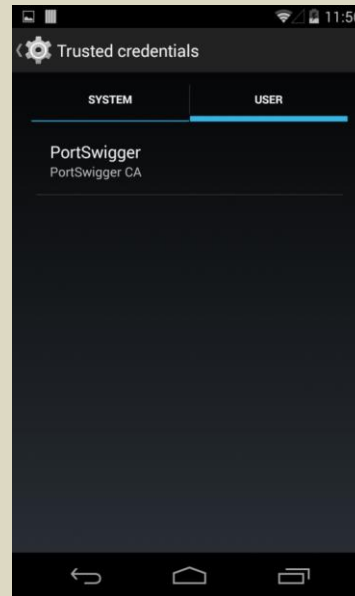 11:50
Trusted credentials
SYSTEM
USER
PortSwigger
PortSwigger CA